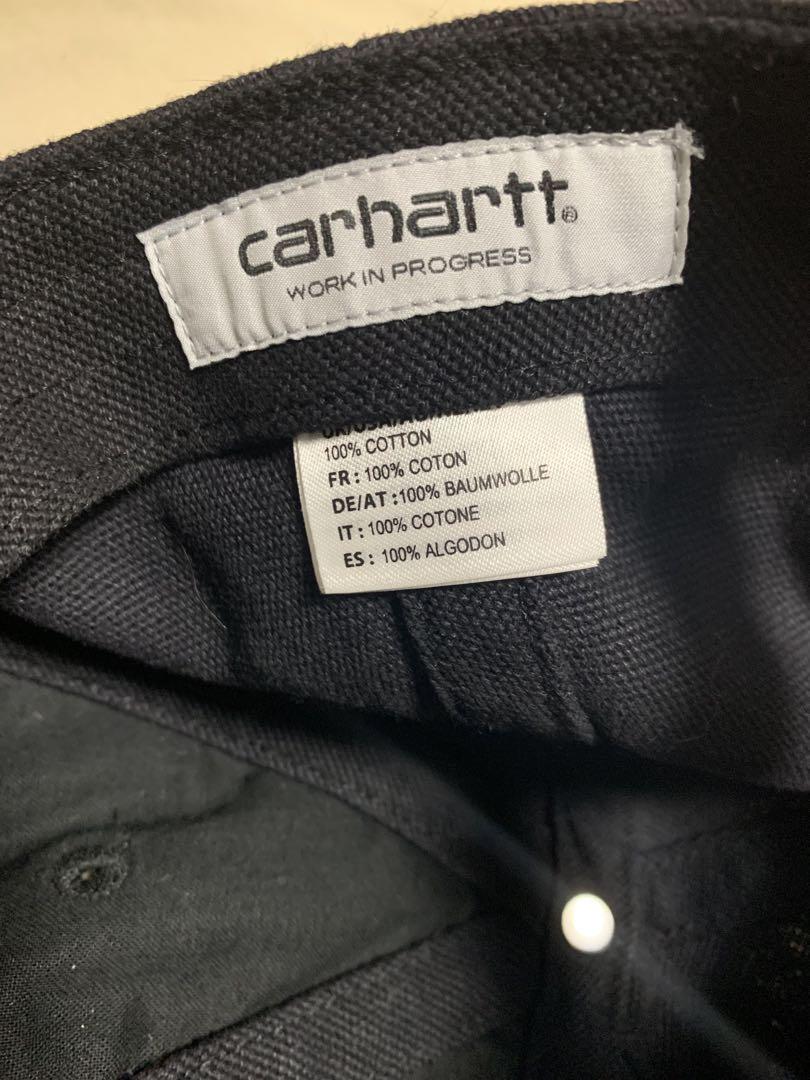 carhartt®
WORK IN PROGRESS
100% COTTON
FR : 100% COTON
DE/AT : 100% BAUMWOLLE
IT : 100% COTONE
ES : 100% ALGODON